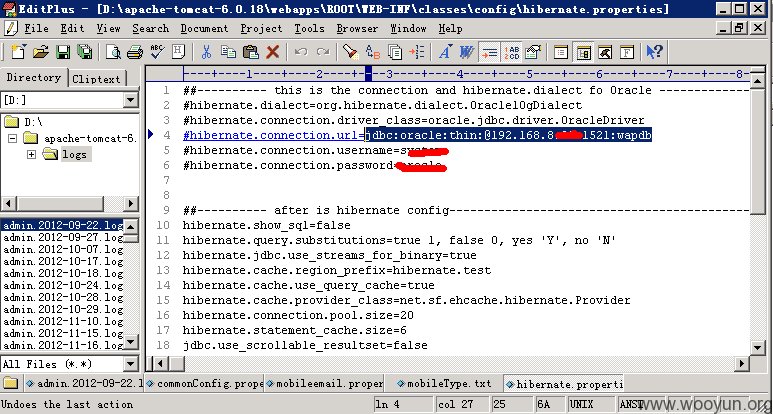 EditPlus - [D:\apache-tomcat-6.0.18\webapps\ROOT\WEB-INF\classes\config\hibernate.properties]
File Edit View Search Document Project Tools Window Help
Directory Cliptext
[D:]
D:\
apache-tomcat-6.
logs
admin.2012-09-22.log
admin.2012-09-27.log
admin.2012-10-07.log
admin.2012-10-17.log
admin.2012-10-18.log
admin.2012-10-24.log
admin.2012-10-28.log
admin.2012-10-29.log
admin.2012-11-10.log
admin.2012-11-15.log
admin.2012-11-16.log
All Files (*.*)
----+----1----+----2----+----3----+----4----+----5----+----6----+----7----+----8-
1 ##---------- this is the connection and hibernate.dialect fo Oracle ----------
2 #hibernate.dialect=org.hibernate.dialect.OraclelOgDialect
3 #hibernate.connection.driver_class=oracle.jdbc.driver.OracleDriver
4 #hibernate.connection.url=jdbc:oracle:thin:@192.168.8. 1521:wapdb
5 #hibernate.connection.username=sy
6 #hibernate.connection.password=
7
8
9 ##---------- after is hibernate config----------
10 hibernate.show_sql=false
11 hibernate.query.substitutions=true 1, false 0, yes 'Y', no 'N'
12 hibernate.jdbc.use_streams_for_binary=true
13 hibernate.cache.region_prefix=hibernate.test
14 hibernate.cache.use_query_cache=true
15 hibernate.cache.provider_class=net.sf.ehcache.hibernate.Provider
16 hibernate.connection.pool.size=20
17 hibernate.statement_cache.size=6
18 jdbc.use_scrollable_resultset=false
admin.2012-09-22.l commonConfig.prope mobileemail.proper mobileType.txt hibernate.properti
Undoes the last action ln 4 col 27 25 6A UNIX ANSI
www.wooyun.org